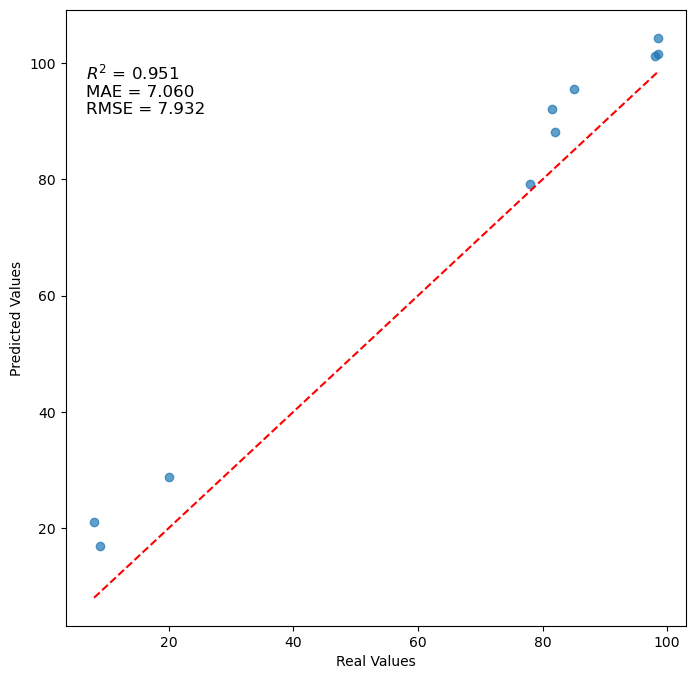 R² = 0.951
MAE = 7.060
RMSE = 7.932
100
80
60
40
20
Predicted Values
20 40 60 80 100
Real Values